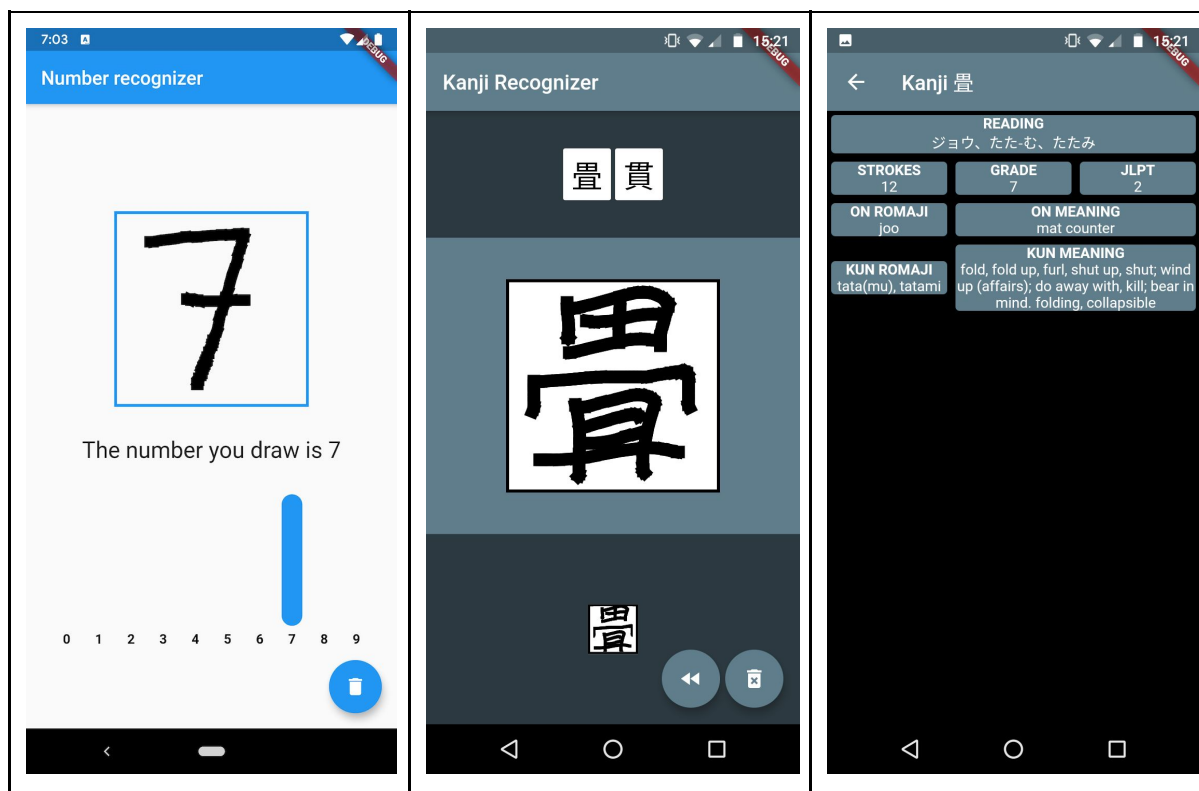 7:03 A
DEBUG
Number recognizer
7
The number you draw is 7
0 1 2 3 4 5 6 7 8 9
15:21
DEBUG
Kanji Recognizer
畳 貫
畳
畳
15:21
DEBUG
Kanji 畳
READING
ジョウ、たた-む、たたみ
STROKES
12
GRADE
7
JLPT
2
ON ROMAJI
joo
ON MEANING
mat counter
KUN ROMAJI
tata(mu), tatami
KUN MEANING
fold, fold up, furl, shut up, shut; wind
up (affairs); do away with, kill; bear in
mind. folding, collapsible